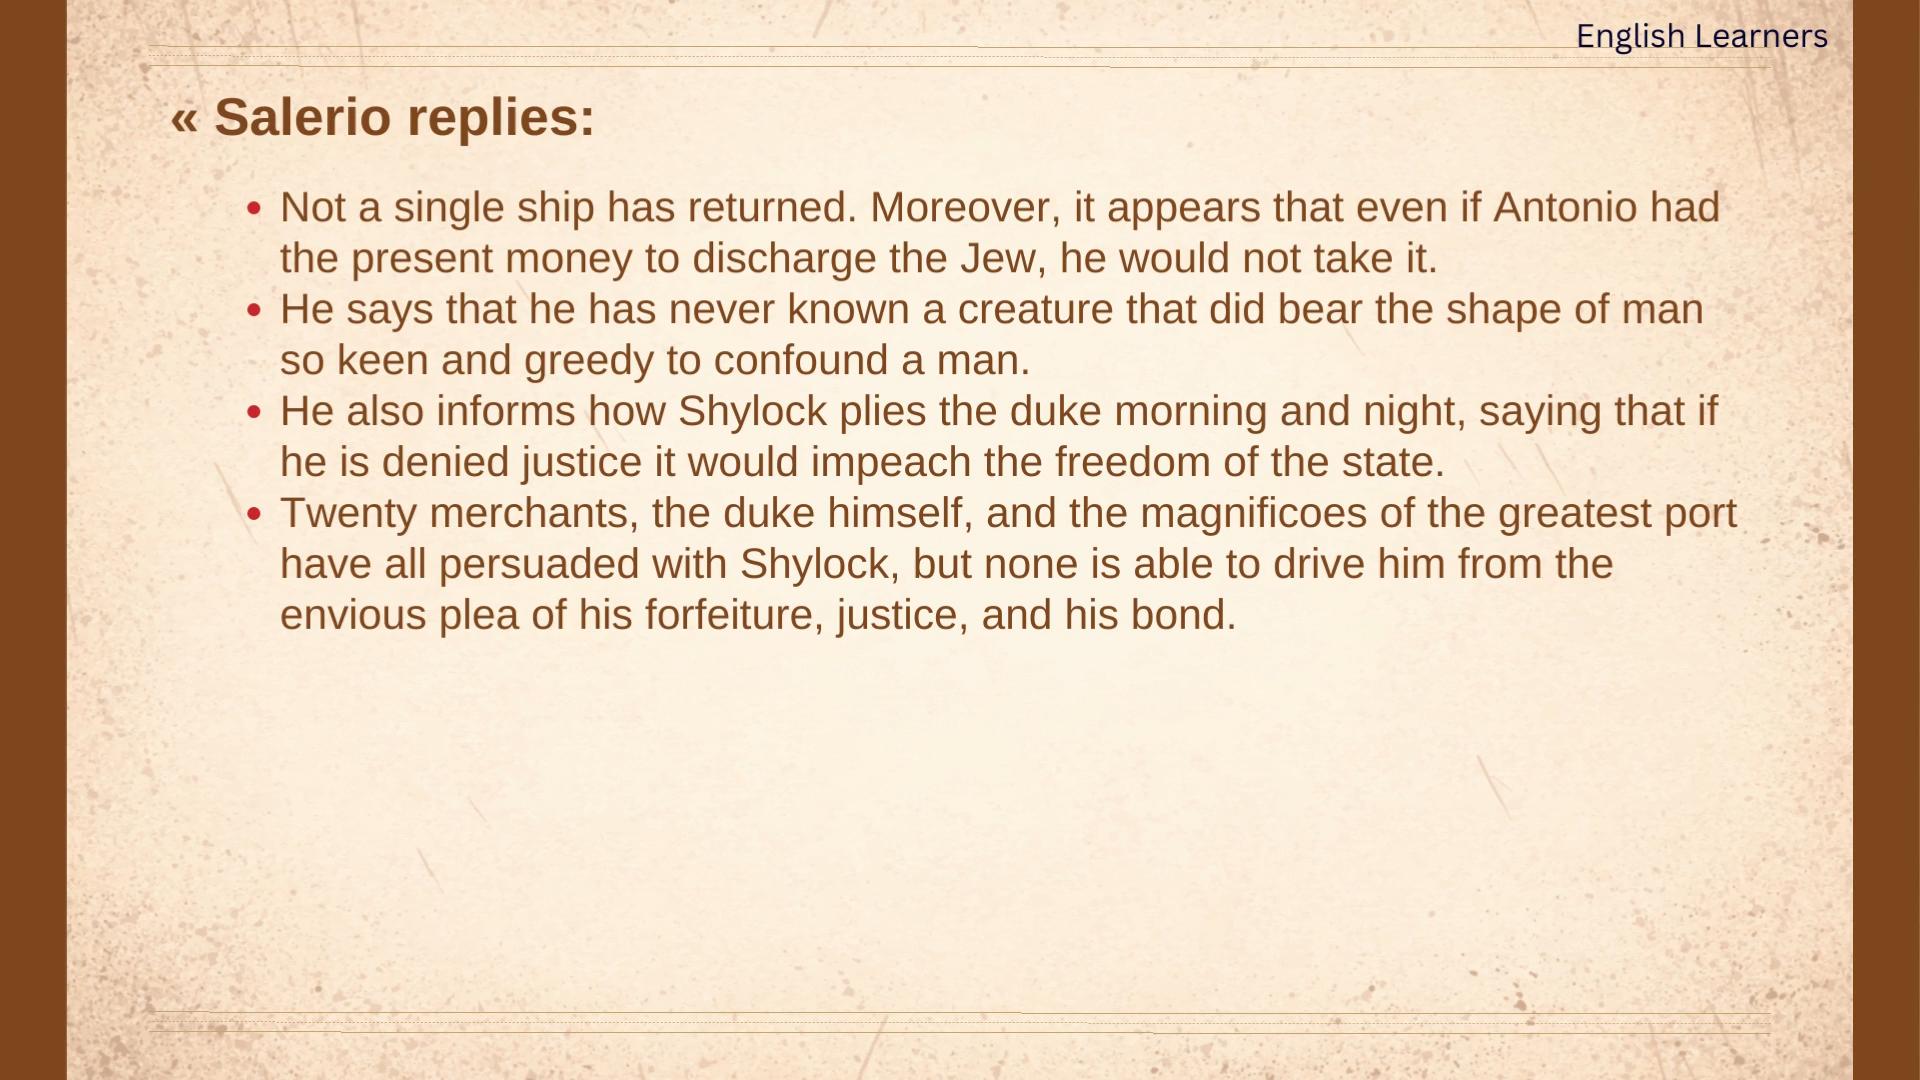 English Learners
« Salerio replies:
• Not a single ship has returned. Moreover, it appears that even if Antonio had
the present money to discharge the Jew, he would not take it.
• He says that he has never known a creature that did bear the shape of man
so keen and greedy to confound a man.
• He also informs how Shylock plies the duke morning and night, saying that if
he is denied justice it would impeach the freedom of the state.
• Twenty merchants, the duke himself, and the magnificoes of the greatest port
have all persuaded with Shylock, but none is able to drive him from the
envious plea of his forfeiture, justice, and his bond.